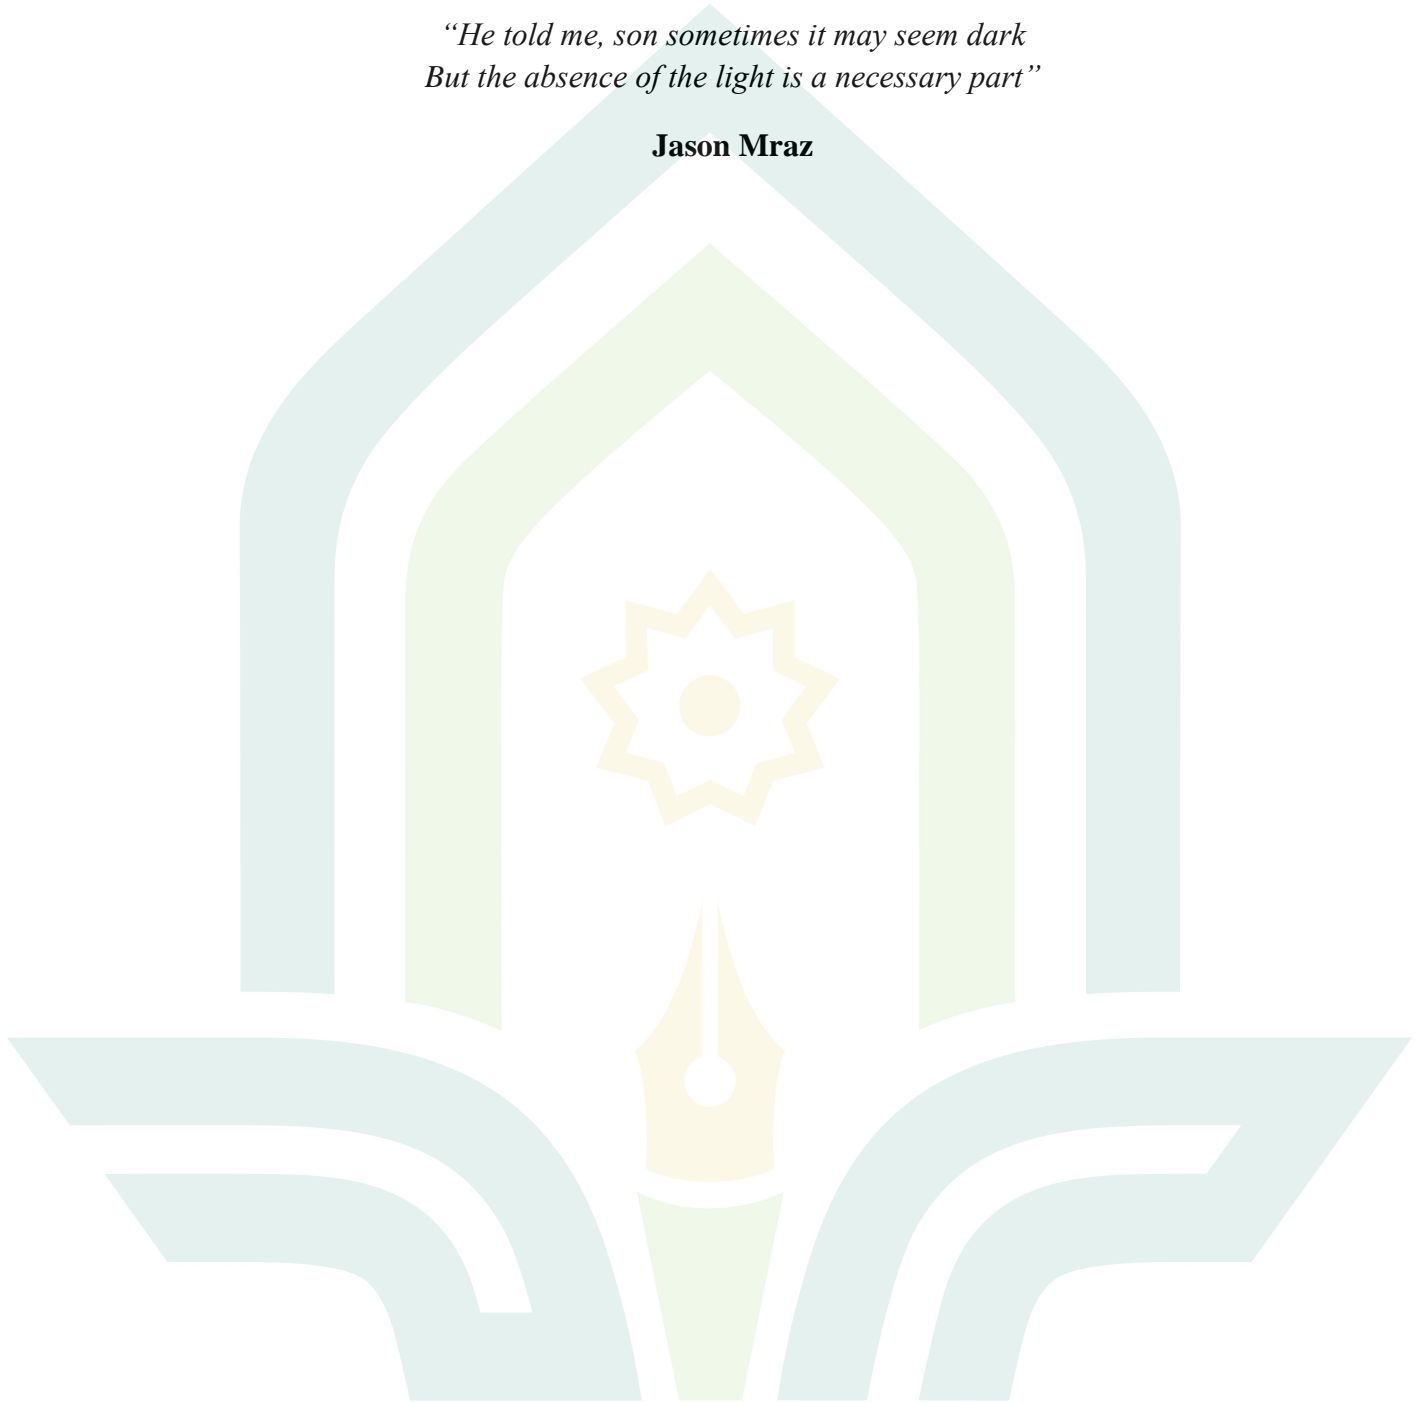 “He told me, son sometimes it may seem dark
But the absence of the light is a necessary part”
Jason Mraz